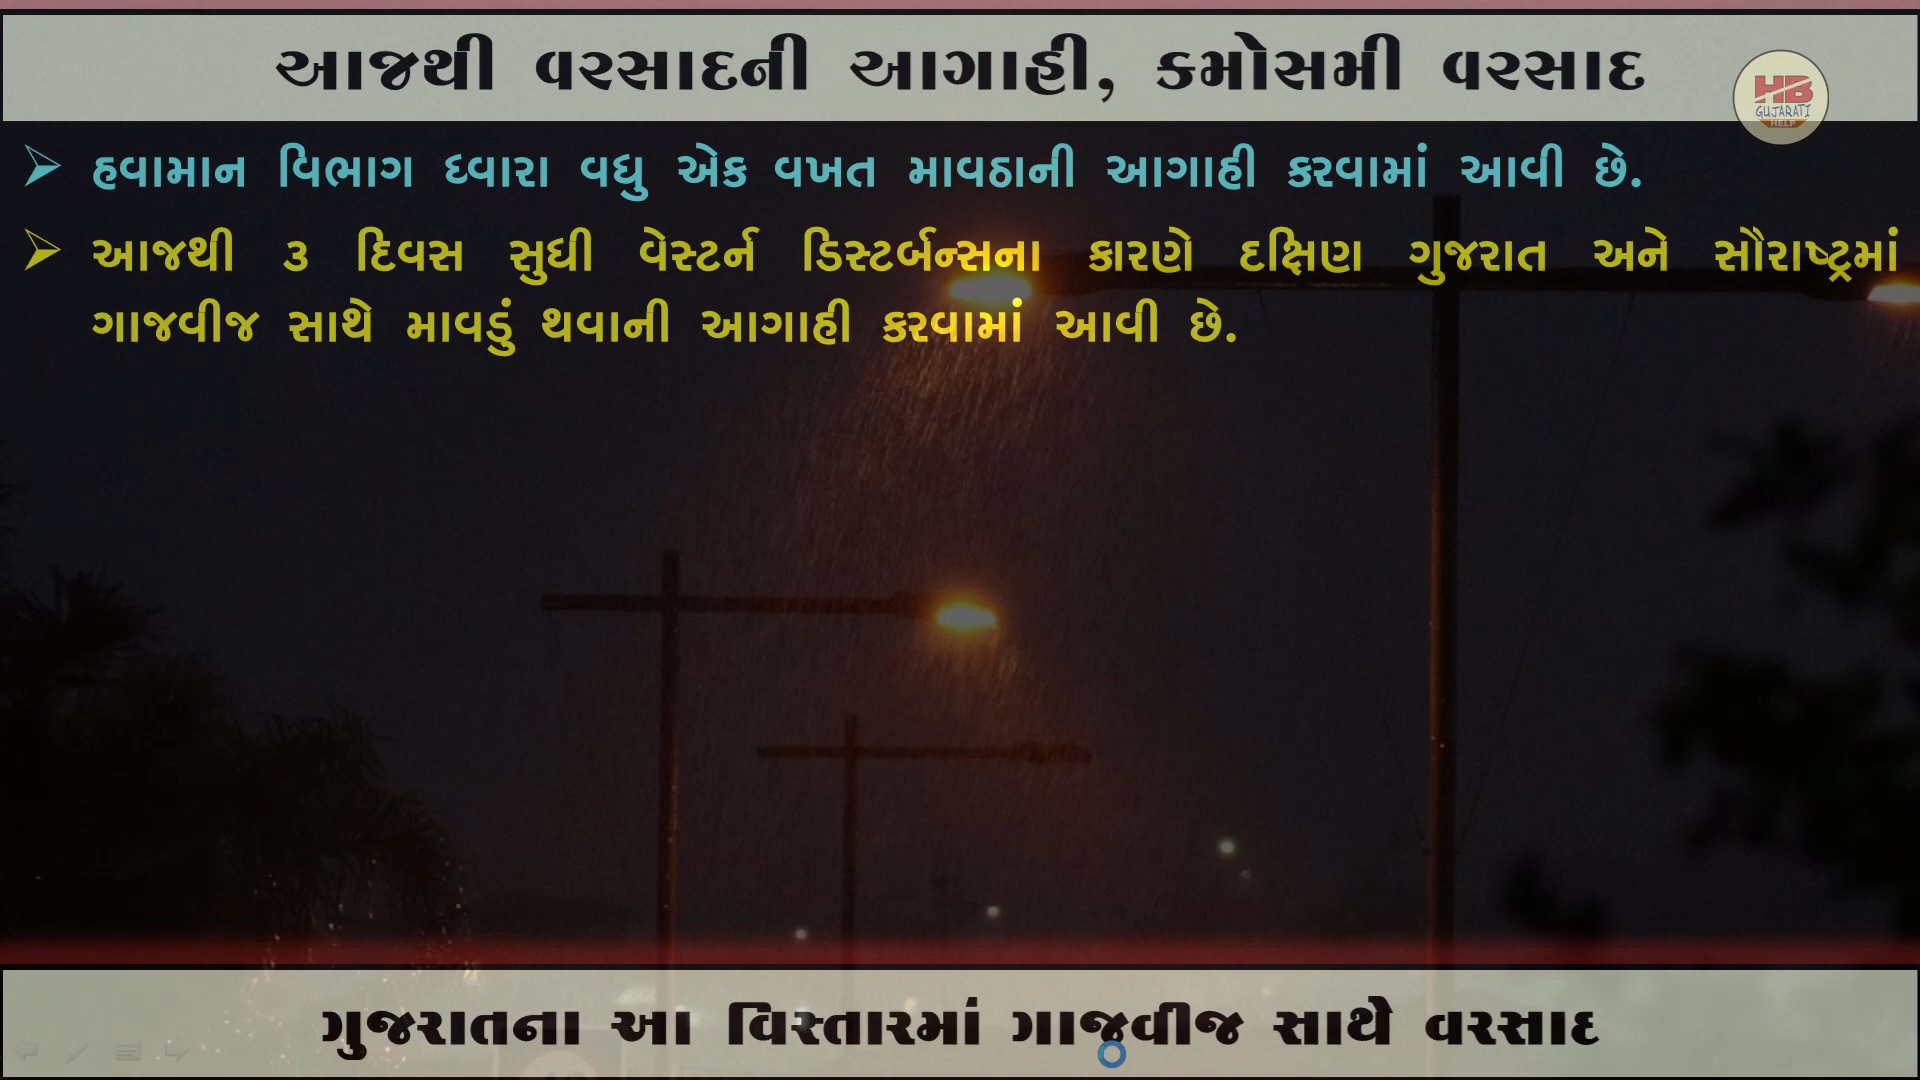 આજથી વરસાદની આગાહી, કમોસમી વરસાદ
HB
GUJARATI
HELP
હવામાન વિભાગ ધ્વારા વધુ એક વખત માવઠાની આગાહી કરવામાં આવી છે.
આજથી ૩ દિવસ સુધી વેસ્ટર્ન ડિસ્ટર્બન્સના કારણે દક્ષિણ ગુજરાત અને સૌરાષ્ટ્રમાં
ગાજવીજ સાથે માવડું થવાની આગાહી કરવામાં આવી છે.
ગુજરાતના આ વિસ્તારમાં ગાજવીજ સાથે વરસાદ